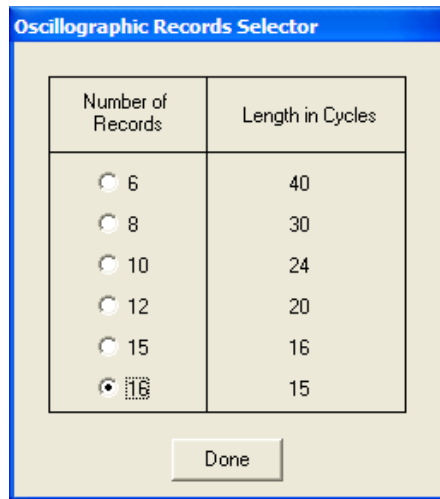 Oscillographic Records Selector
Number of Records
Length in Cycles
6 40
8 30
10 24
12 20
15 16
16 15
Done